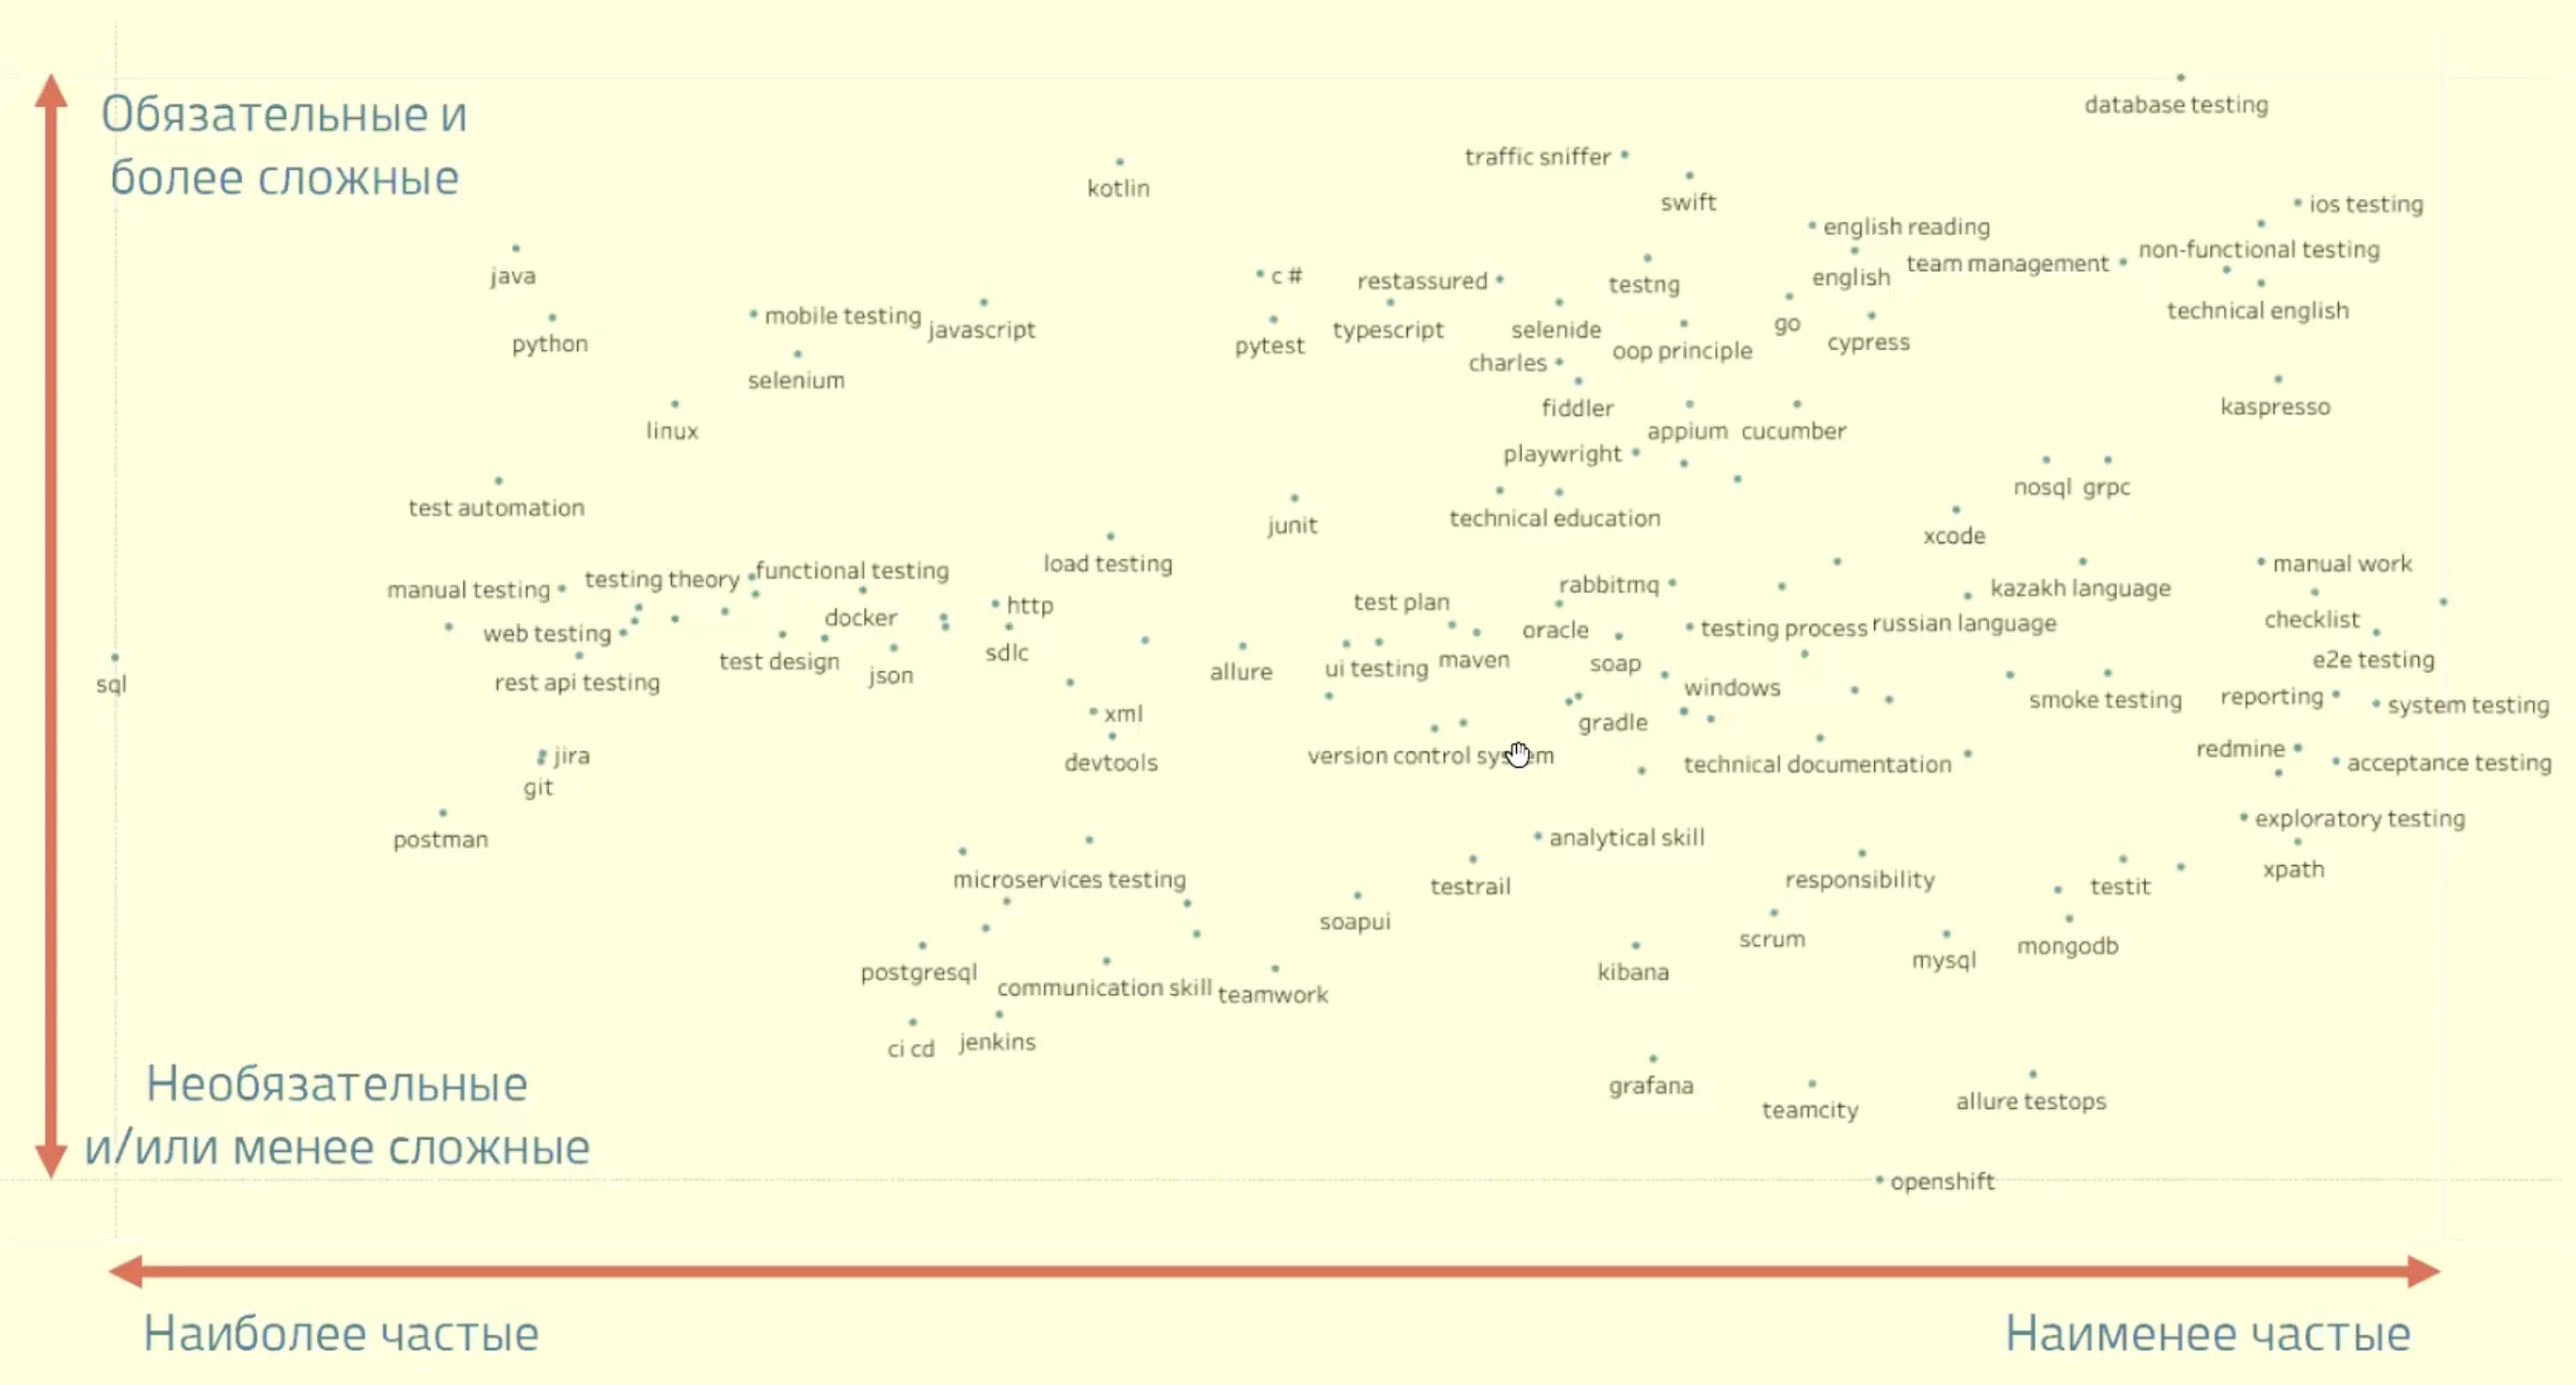 database testing
Обязательные и
более сложные
traffic sniffer
kotlin
swift
ios testing
english reading
non-functional testing
team management
java
c #
restassured
testng
english
technical english
mobile testing
javascript
typescript
selenide
go
python
pytest
oop principle
cypress
charles
selenium
fiddler
kaspresso
linux
appium
cucumber
playwright
nosql
grpc
test automation
technical education
junit
xcode
load testing
manual work
functional testing
testing theory
manual testing
rabbitmq
kazakh language
http
test plan
docker
checklist
web testing
oracle
testing process
russian language
sdlc
test design
ui testing
maven
soap
e2e testing
sql
rest api testing
json
allure
windows
smoke testing
reporting
system testing
xml
gradle
jira
devtools
version control system
technical documentation
redmine
acceptance testing
git
postman
analytical skill
exploratory testing
xpath
microservices testing
testrail
responsibility
testit
soapui
scrum
mongodb
mysql
postgresql
kibana
communication skill
teamwork
ci cd
jenkins
Необязательные
и/или менее сложные
grafana
teamcity
allure testops
openshift
Наиболее частые
Наименее частые